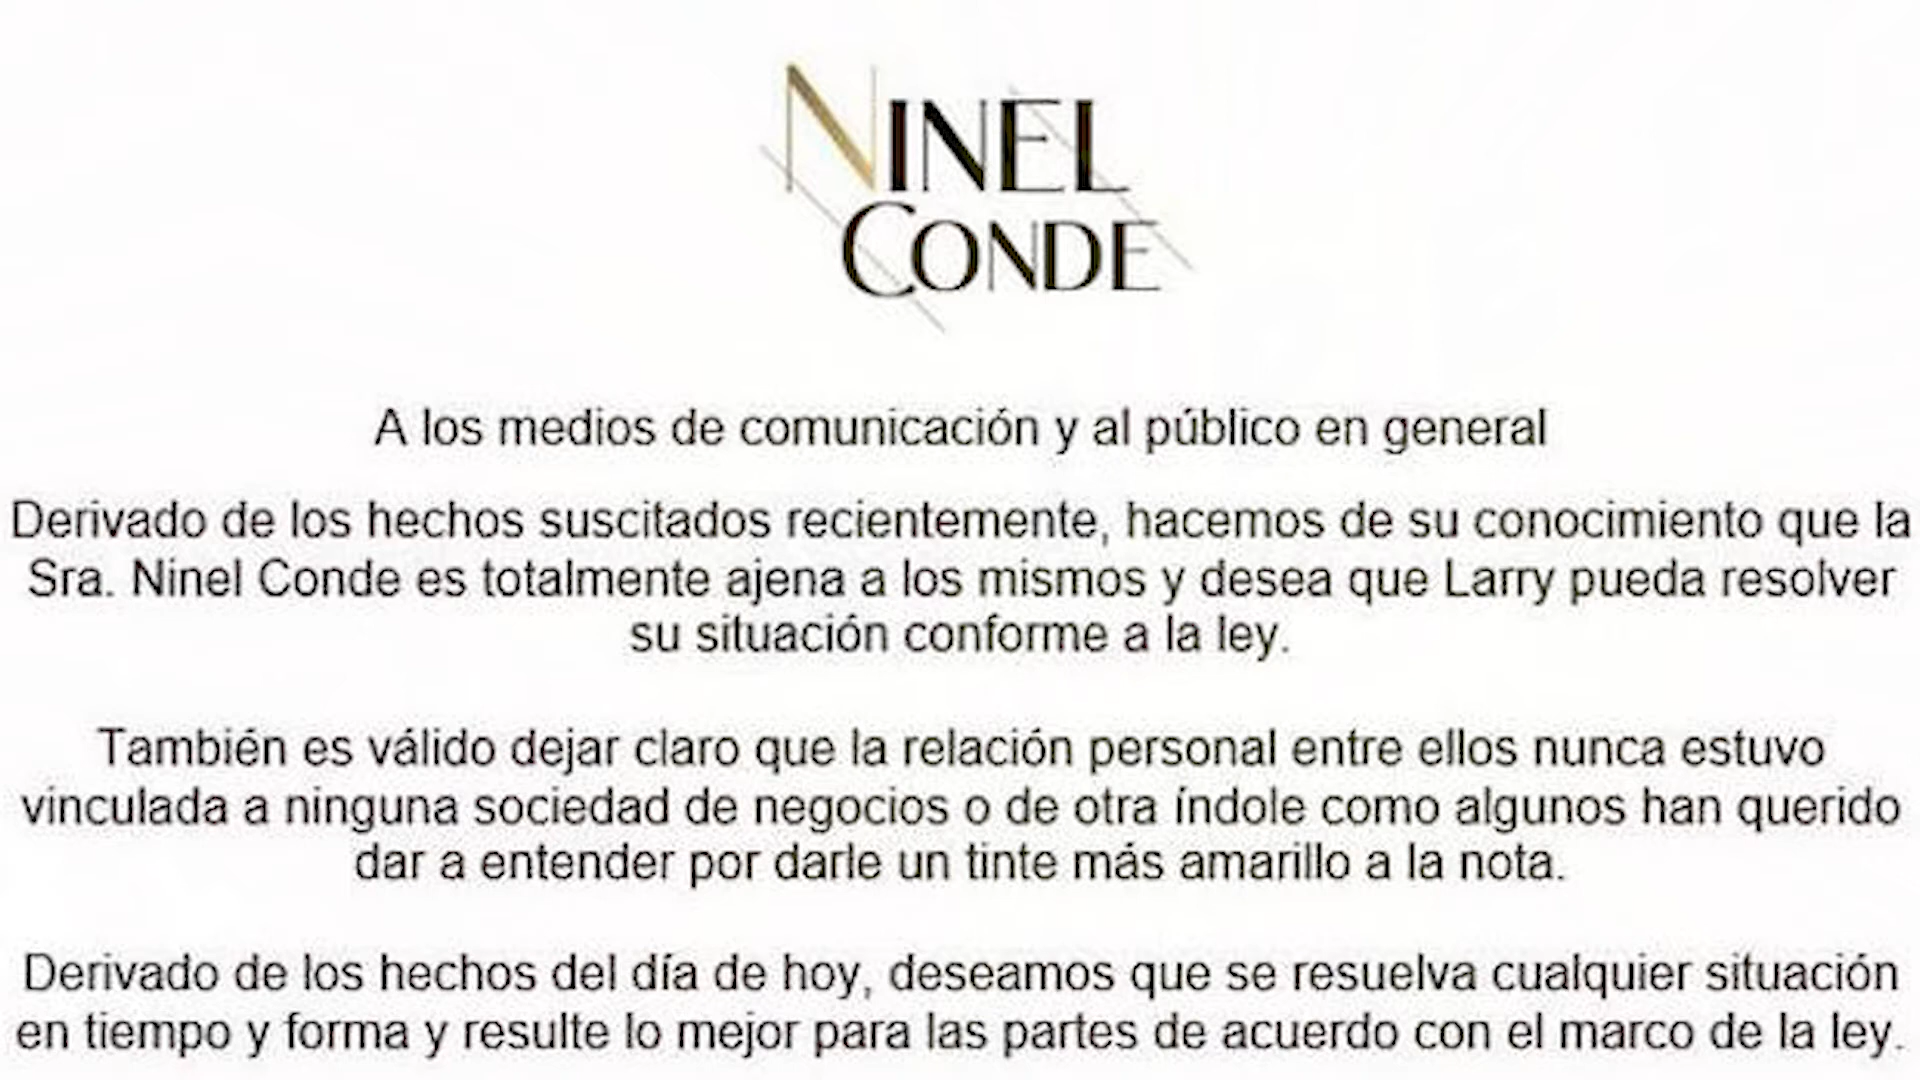 NINEL
CONDE
A los medios de comunicación y al público en general
Derivado de los hechos suscitados recientemente, hacemos de su conocimiento que la
Sra. Ninel Conde es totalmente ajena a los mismos y desea que Larry pueda resolver
su situación conforme a la ley.
También es válido dejar claro que la relación personal entre ellos nunca estuvo
vinculada a ninguna sociedad de negocios o de otra índole como algunos han querido
dar a entender por darle un tinte más amarillo a la nota.
Derivado de los hechos del día de hoy, deseamos que se resuelva cualquier situación
en tiempo y forma y resulte lo mejor para las partes de acuerdo con el marco de la ley.